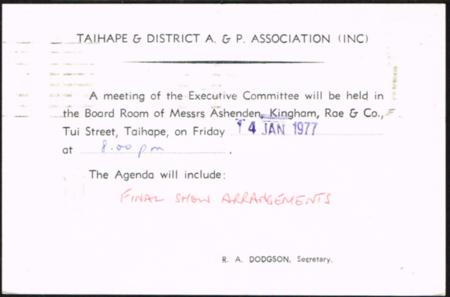 TAIHAPE & DISTRICT A. & P. ASSOCIATION (INC)
A meeting of the Executive Committee will be held in
the Board Room of Messrs Ashenden, Kingham, Rae & Co.,
Tui Street, Taihape, on Friday 14 JAN 1977
at 8.00 pm.
The Agenda will include:
FINAL SHOW ARRANGEMENTS
R. A. DODGSON, Secretary.